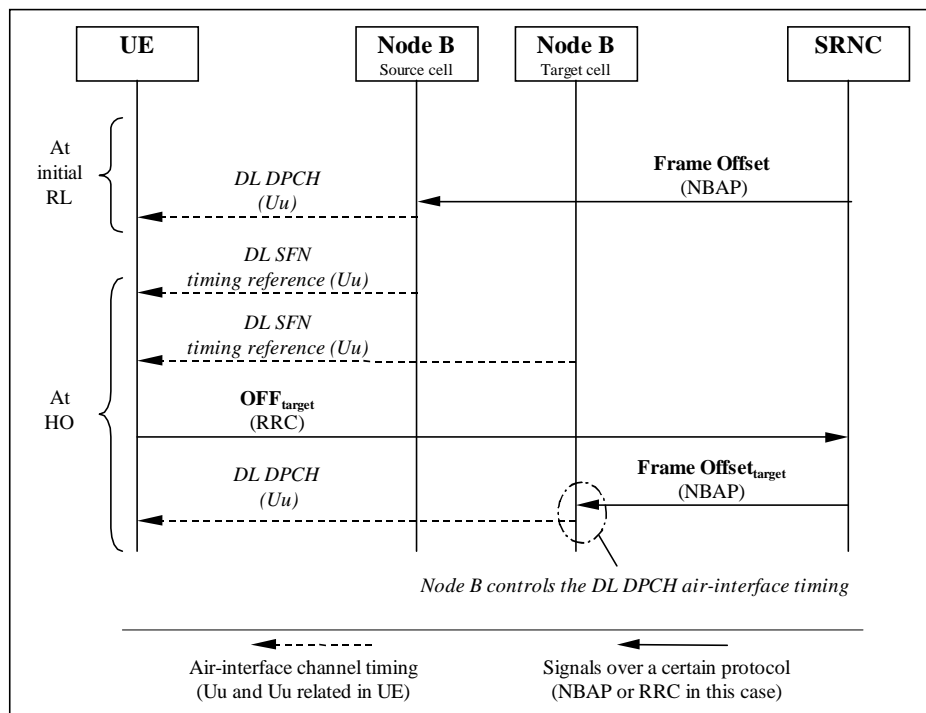 UE
Node B
Source cell
Node B
Target cell
SRNC
At
initial
RL
DL DPCH
(Uu)
Frame Offset
(NBAP)
DL SFN
timing reference (Uu)
DL SFN
timing reference (Uu)
At
HO
OFFtarget
(RRC)
DL DPCH
(Uu)
Frame Offsettarget
(NBAP)
Node B controls the DL DPCH air-interface timing
Air-interface channel timing
(Uu and Uu related in UE)
Signals over a certain protocol
(NBAP or RRC in this case)